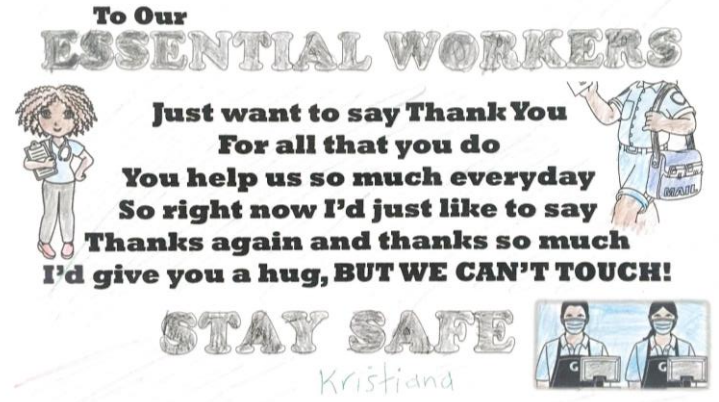 To Our
ESSENTIAL WORKERS
Just want to say Thank You
For all that you do
You help us so much everyday
So right now I'd just like to say
Thanks again and thanks so much
I'd give you a hug, BUT WE CAN'T TOUCH!
STAY SAFE
Kristiana
MAIL
G
G